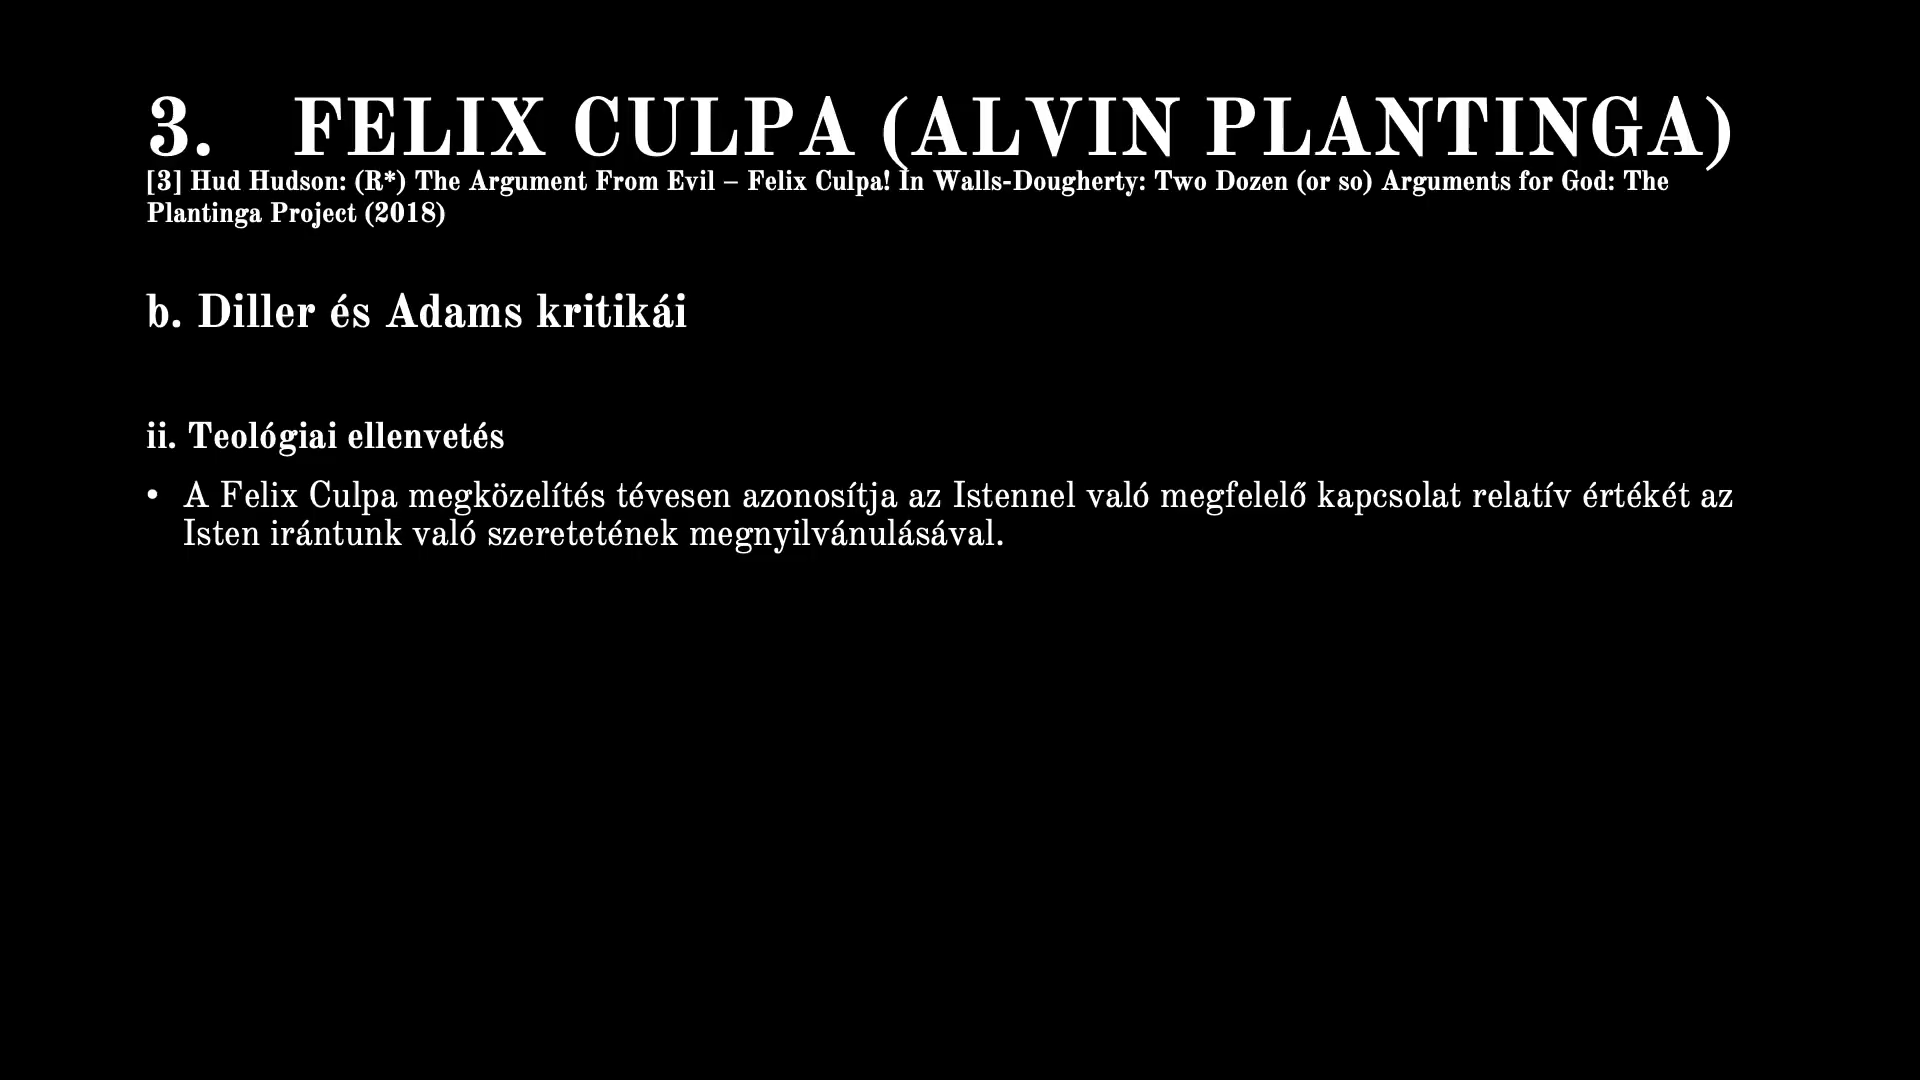 3. FELIX CULPA (ALVIN PLANTINGA)
[3] Hud Hudson: (R*) The Argument From Evil – Felix Culpa! In Walls-Dougherty: Two Dozen (or so) Arguments for God: The
Plantinga Project (2018)
b. Diller és Adams kritikái
ii. Teológiai ellenvetés
• A Felix Culpa megközelítés tévesen azonosítja az Istennel való megfelelő kapcsolat relatív értékét az
Isten irántunk való szeretetének megnyilvánulásával.